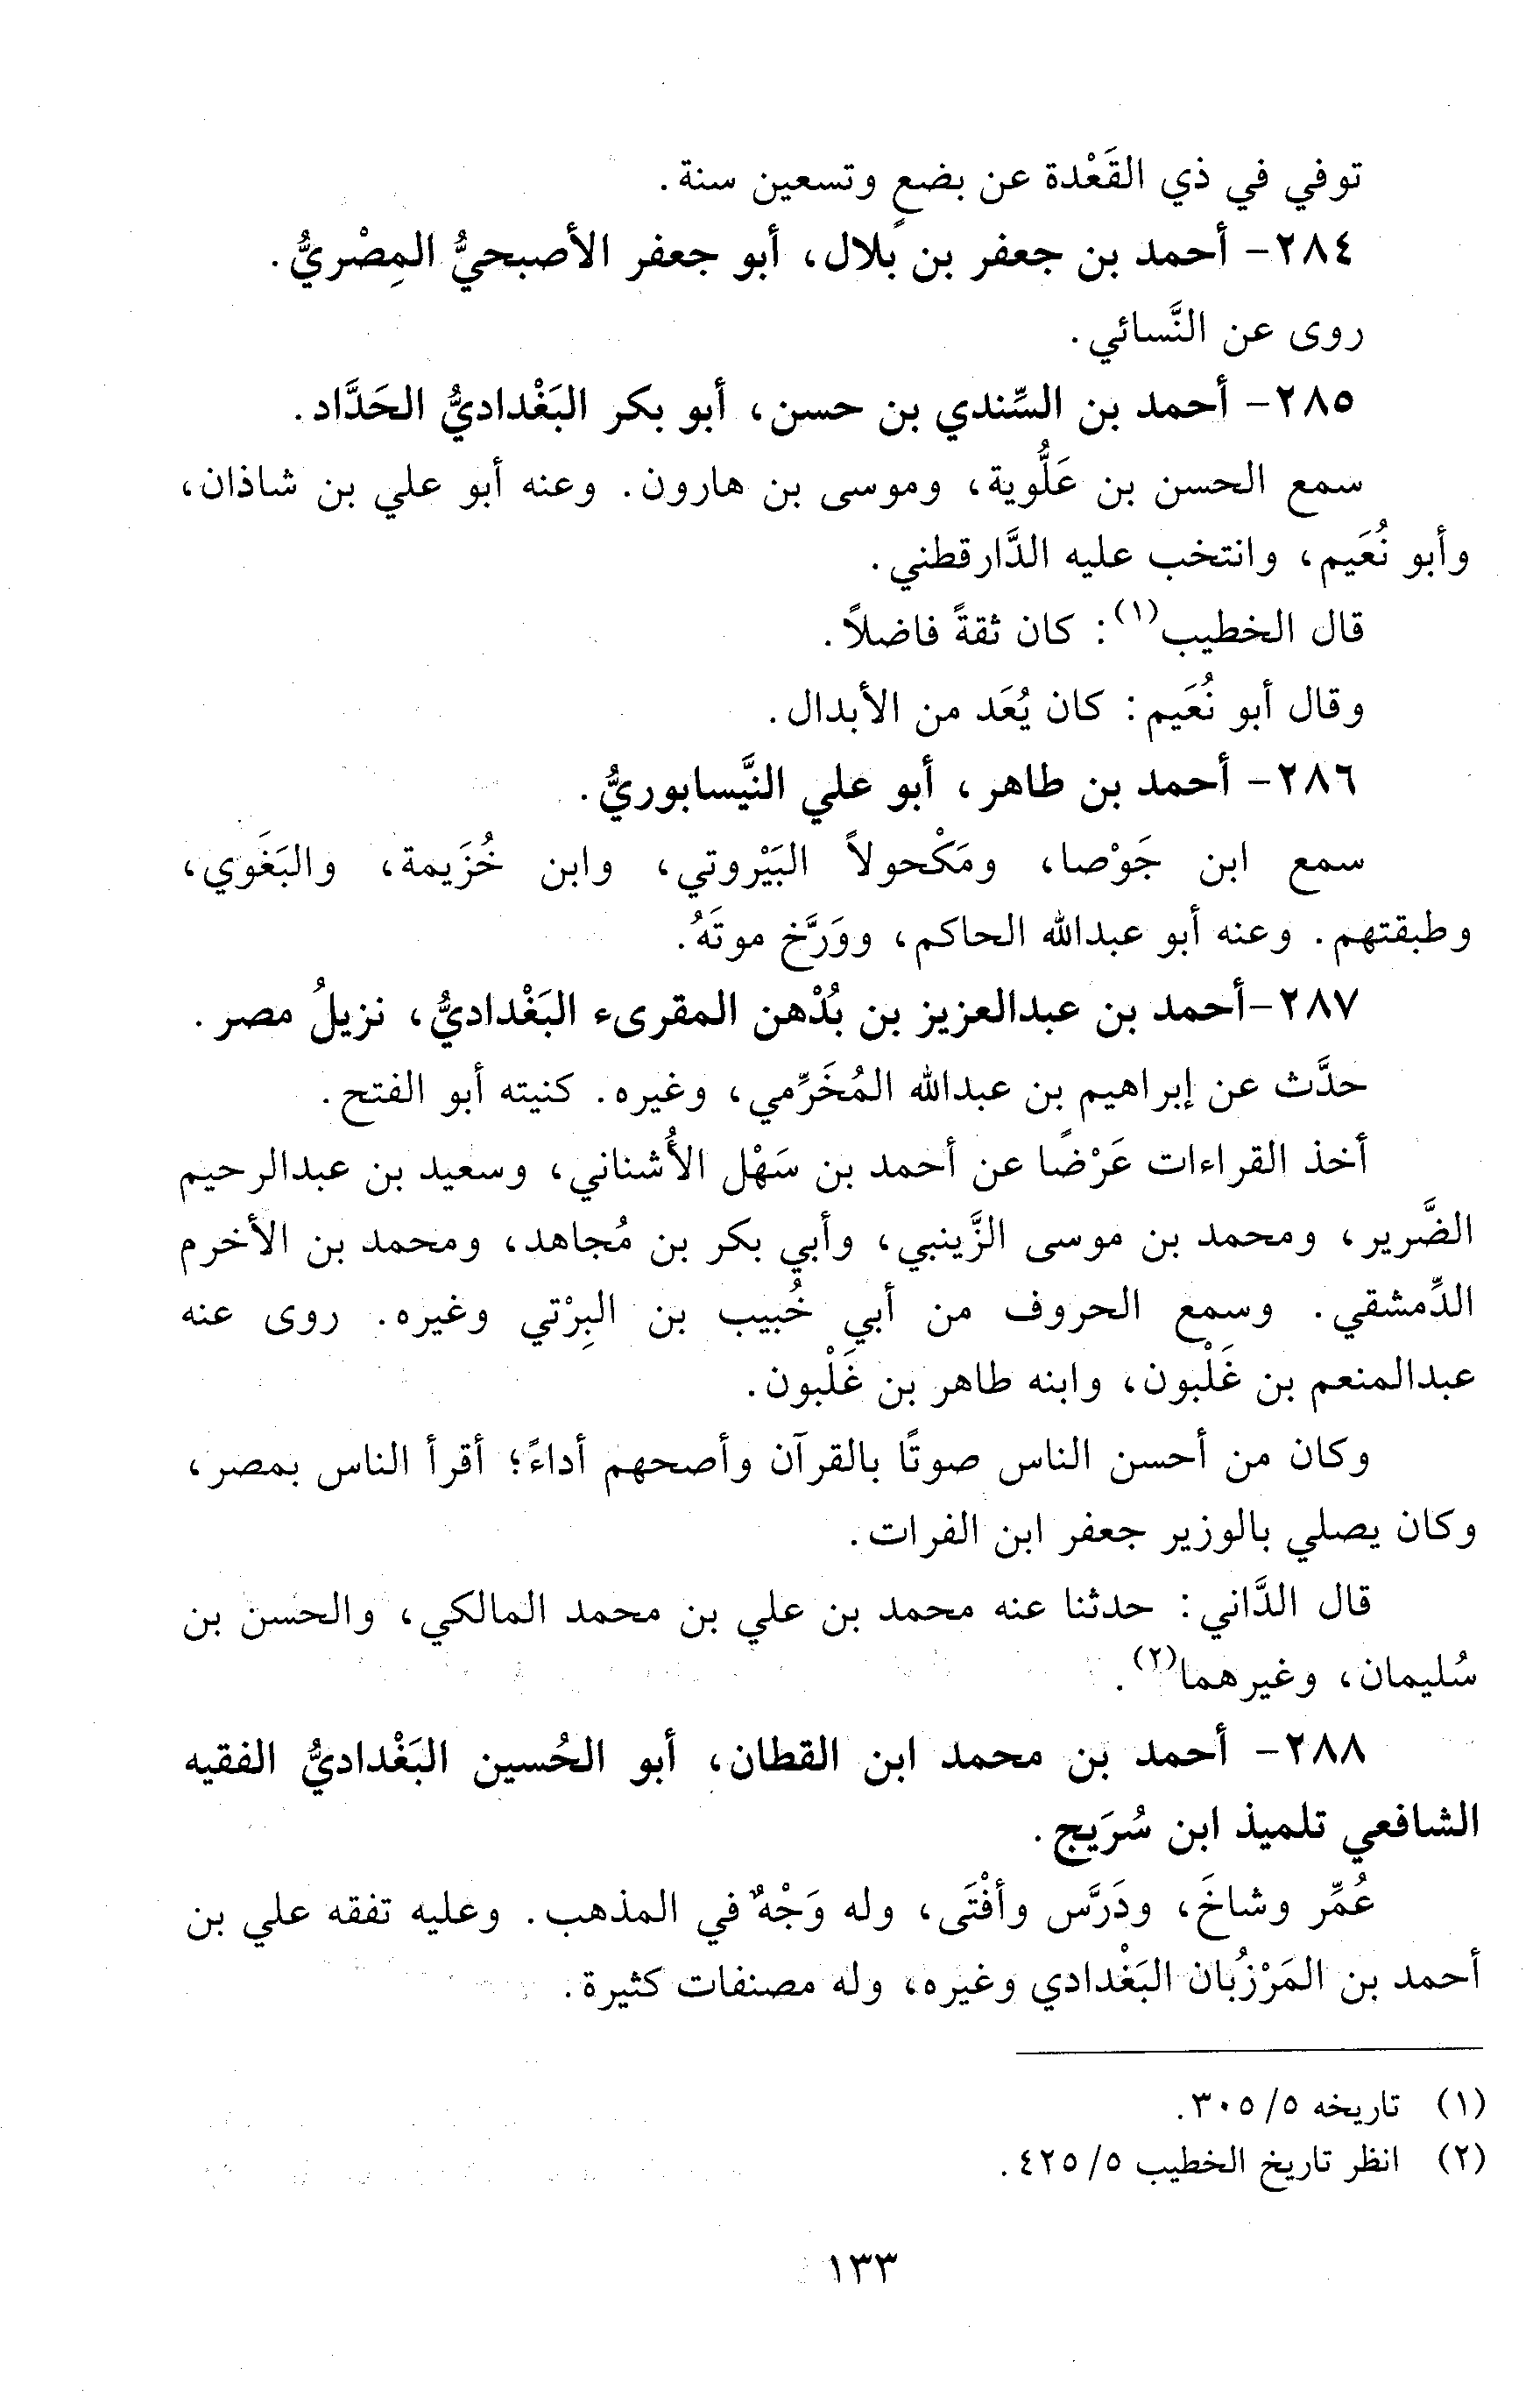 توفي في ذي القَعْدة عن بضعٍ وتسعين سنة.
٢٨٤- أحمد بن جعفر بن بلال، أبو جعفر الأصبحيُّ المِصْريُّ.
روى عن النَّسائي.
٢٨٥- أحمد بن السِّندي بن حسن، أبو بكر البَغْداديُّ الحَدَّاد.
سمع الحسن بن عَلُّوية، وموسى بن هارون. وعنه أبو علي بن شاذان،
وأبو نُعَيم، وانتخب عليه الدَّارقطني.
قال الخطيب(١): كان ثقةً فاضلاً.
وقال أبو نُعَيم: كان يُعَد من الأبدال.
٢٨٦- أحمد بن طاهر، أبو علي النَّيسابوريُّ.
سمع ابن جَوْصا، ومَكْحولاً البَيْروتي، وابن خُزَيمة، والبَغَوي،
وطبقتهم. وعنه أبو عبدالله الحاكم، ووَرَّخ موتَهُ.
٢٨٧-أحمد بن عبدالعزيز بن بُدْهن المقرىء البَغْداديُّ، نزيلُ مصر.
حدَّث عن إبراهيم بن عبدالله المُخَرِّمي، وغيره. كنيته أبو الفتح.
أخذ القراءات عَرْضًا عن أحمد بن سَهْل الأُشناني، وسعيد بن عبدالرحيم
الضَّرير، ومحمد بن موسى الزَّينبي، وأبي بكر بن مُجاهد، ومحمد بن الأخرم
الدِّمشقي. وسمع الحروف من أبي خُبيب بن البِرْتي وغيره. روى عنه
عبدالمنعم بن غَلْبون، وابنه طاهر بن غَلْبون.
وكان من أحسن الناس صوتًا بالقرآن وأصحهم أداءً؛ أقرأ الناس بمصر،
وكان يصلي بالوزير جعفر ابن الفرات.
قال الدَّاني: حدثنا عنه محمد بن علي بن محمد المالكي، والحسن بن
سُليمان، وغيرهما(٢).
٢٨٨- أحمد بن محمد ابن القطان، أبو الحُسين البَغْداديُّ الفقيه
الشافعي تلميذ ابن سُرَيج.
عُمِّر وشاخَ، ودَرَّس وأفْتَى، وله وَجْهٌ في المذهب. وعليه تفقه علي بن
أحمد بن المَرْزُبان البَغْدادي وغيره، وله مصنفات كثيرة.
(١) تاريخه ٥/ ٣٠٥.
(٢) انظر تاريخ الخطيب ٥/ ٤٢٥.
١٣٣